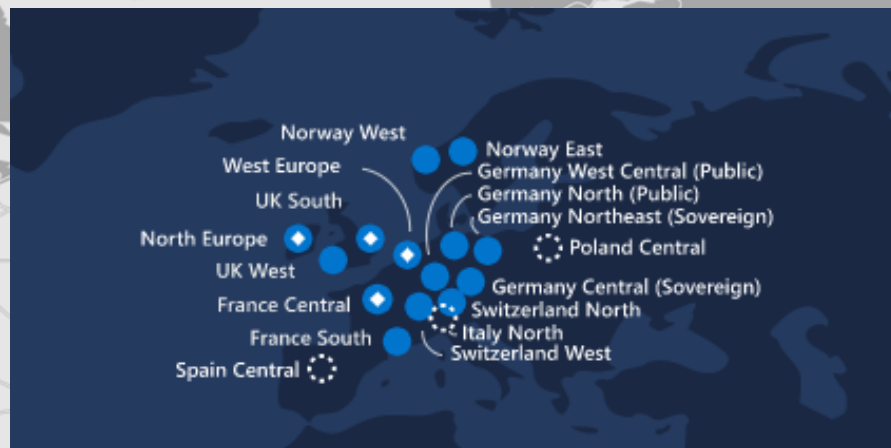 Norway West
Norway East
West Europe
Germany West Central (Public)
UK South
Germany North (Public)
Germany Northeast (Sovereign)
North Europe
Poland Central
UK West
Germany Central (Sovereign)
France Central
Switzerland North
Italy North
France South
Switzerland West
Spain Central